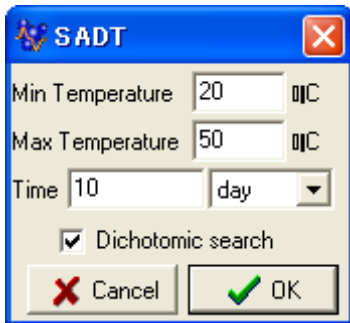 SADT
Min Temperature 20 °C
Max Temperature 50 °C
Time 10 day
Dichotomic search
Cancel OK